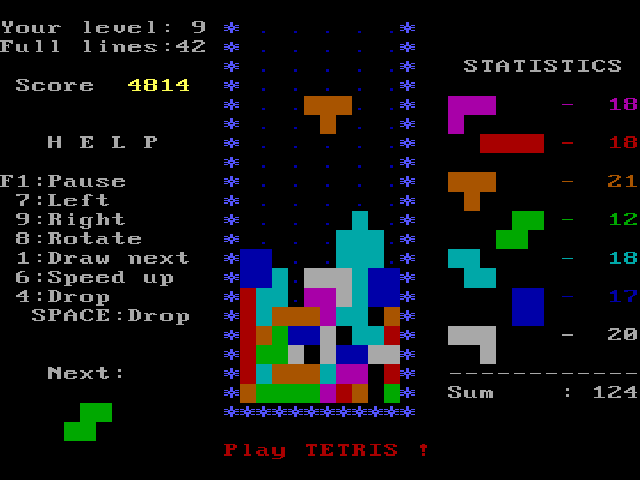 Your level: 9
Full lines:42
Score 4814
H E L P
F1:Pause
7:Left
9:Right
8:Rotate
1:Draw next
6:Speed up
4:Drop
SPACE:Drop
Next:
Play TETRIS !
STATISTICS
- 18
- 18
- 21
- 12
- 18
- 17
- 20
------------
Sum : 124